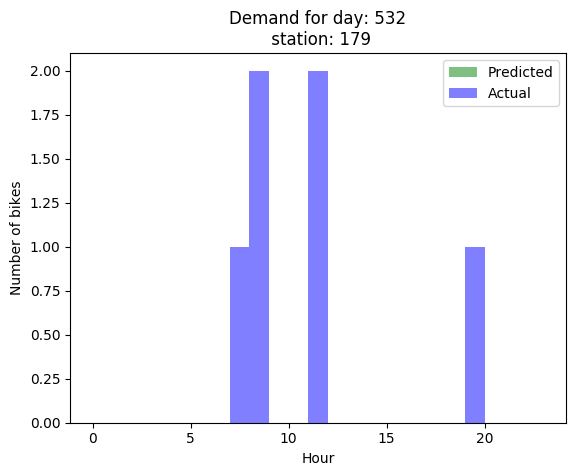 Demand for day: 532
station: 179
Predicted
Actual
2.00
1.75
1.50
1.25
1.00
0.75
0.50
0.25
0.00
Number of bikes
0 5 10 15 20
Hour